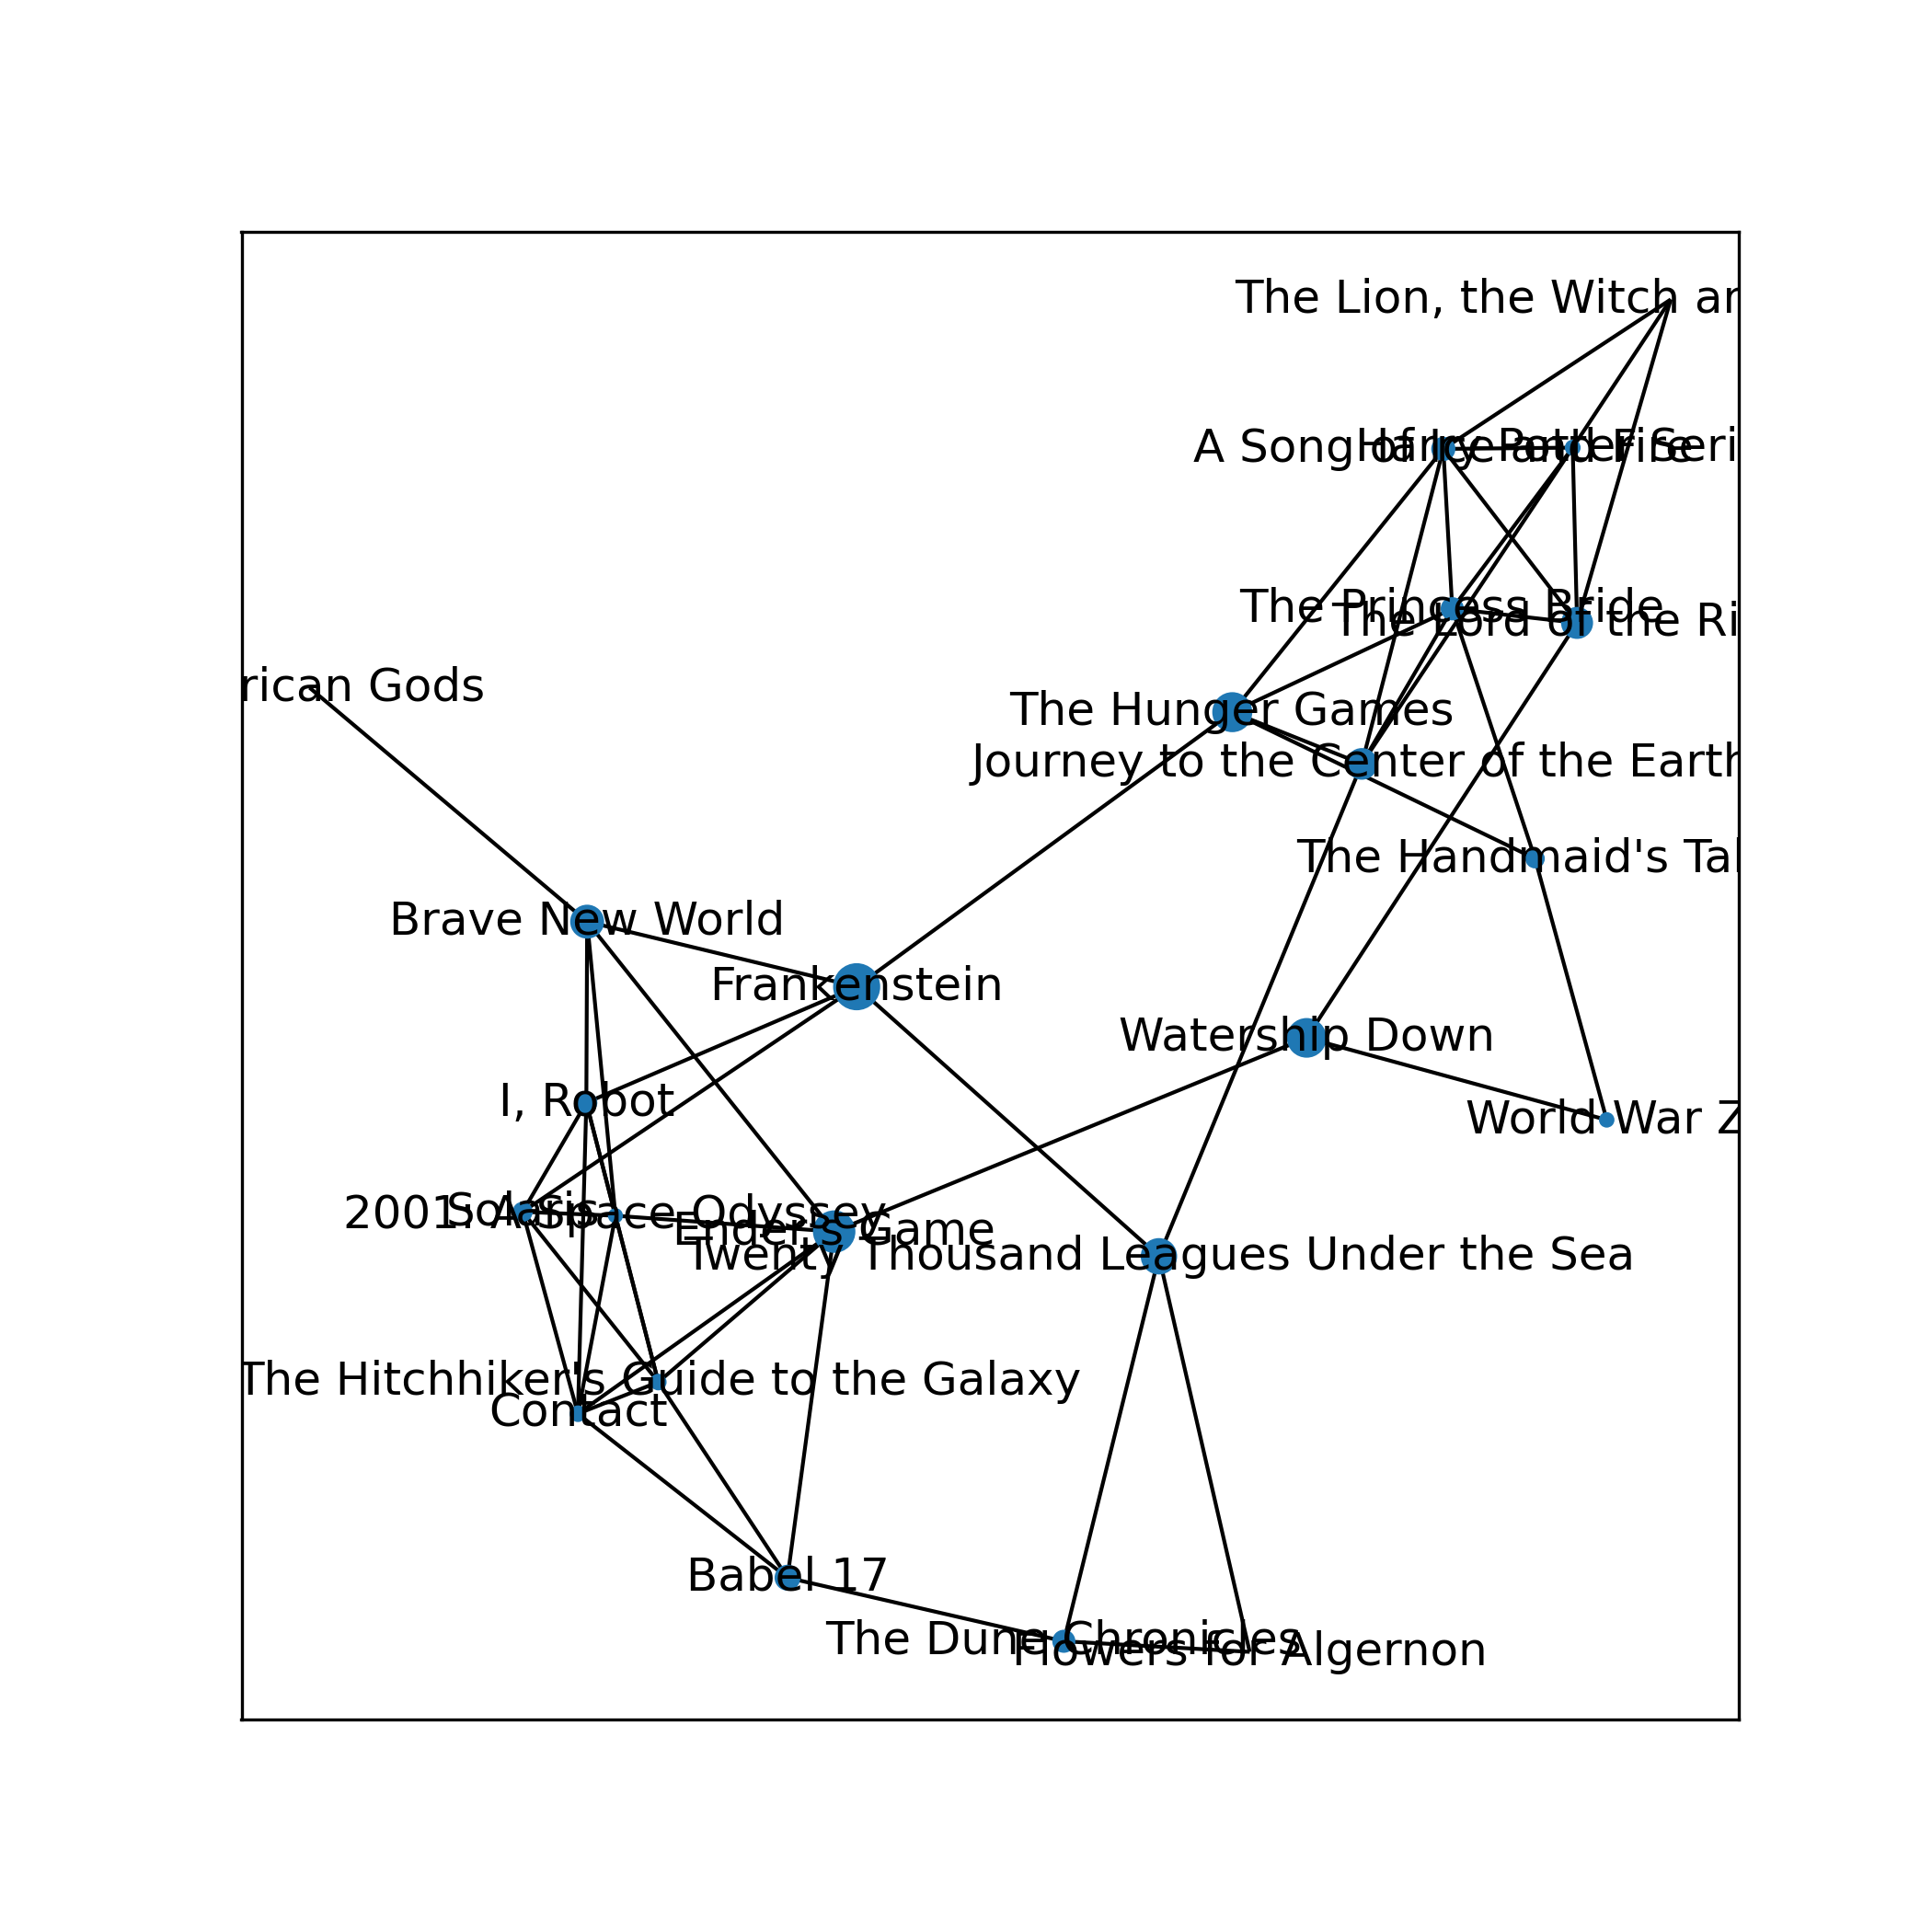 The Lion, the Witch ar
A Song of Ice and Fire
Harry Potter Seri
The Princess Bride
The Lord of the Ri
rican Gods
The Hunger Games
Journey to the Center of the Earth
The Handmaid's Tal
Brave New World
Frankenstein
Watership Down
I, Robot
World War Z
Solaris
2001: A Space Odyssey
Ender's Game
Twenty Thousand Leagues Under the Sea
The Hitchhiker's Guide to the Galaxy
Contact
Babel 17
The Dune Chronicles
Flowers for Algernon